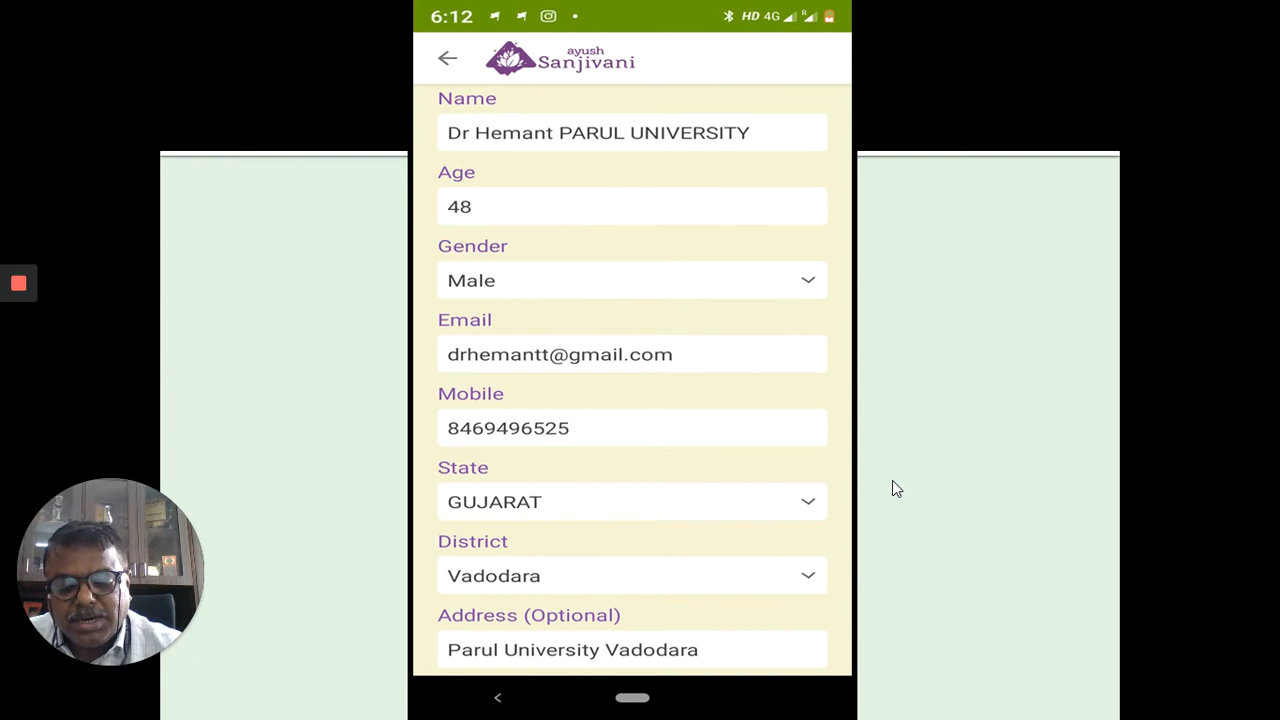 6:12
HD 4G R
ayush
Sanjivani
Name
Dr Hemant PARUL UNIVERSITY
Age
48
Gender
Male
Email
drhemantt@gmail.com
Mobile
8469496525
State
GUJARAT
District
Vadodara
Address (Optional)
Parul University Vadodara